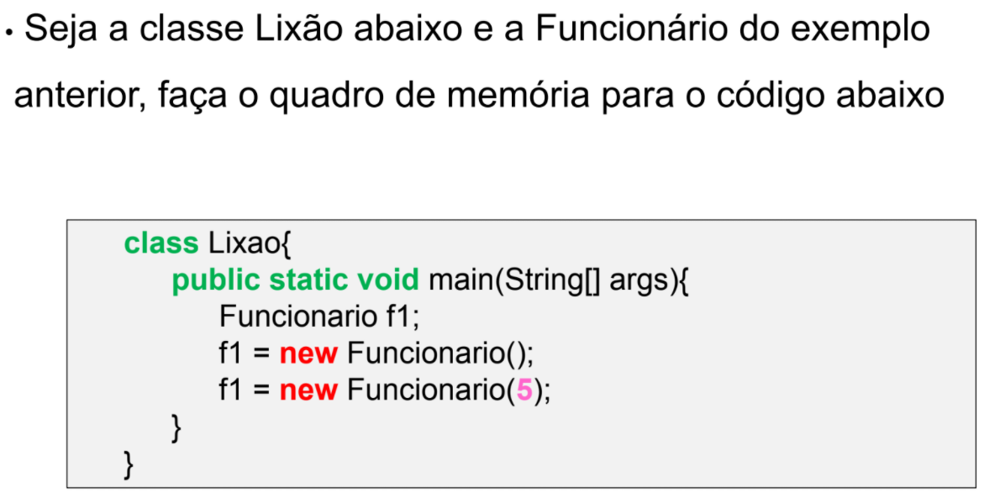 • Seja a classe Lixão abaixo e a Funcionário do exemplo
anterior, faça o quadro de memória para o código abaixo
class Lixao{
public static void main(String[] args){
Funcionario f1;
f1 = new Funcionario();
f1 = new Funcionario(5);
}
}